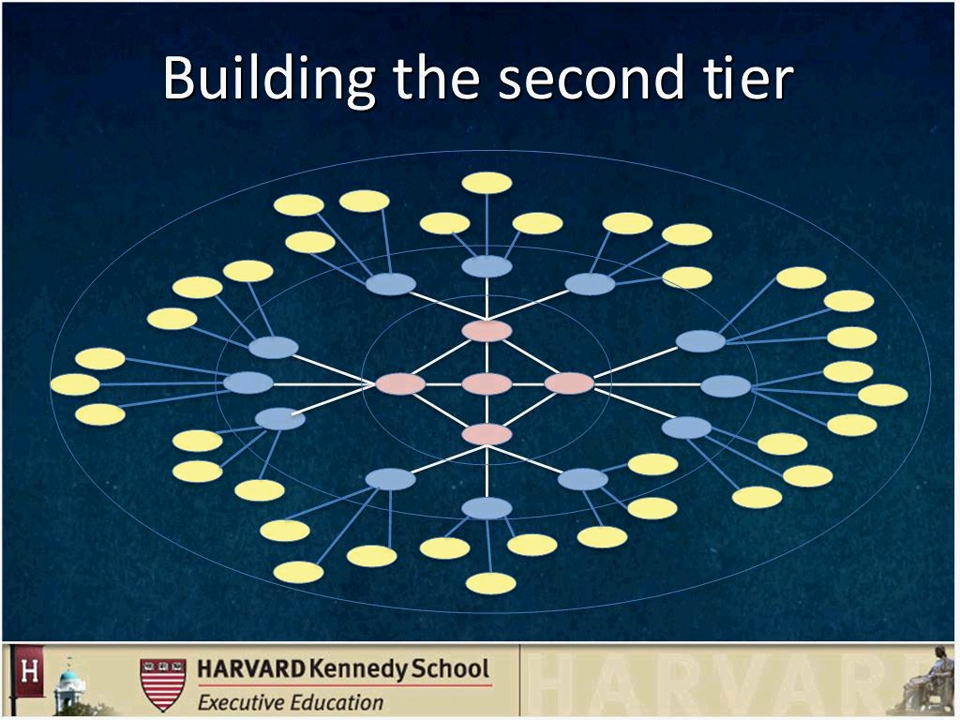 Building the second tier
H
HARVARD Kennedy School
Executive Education
HARVARD